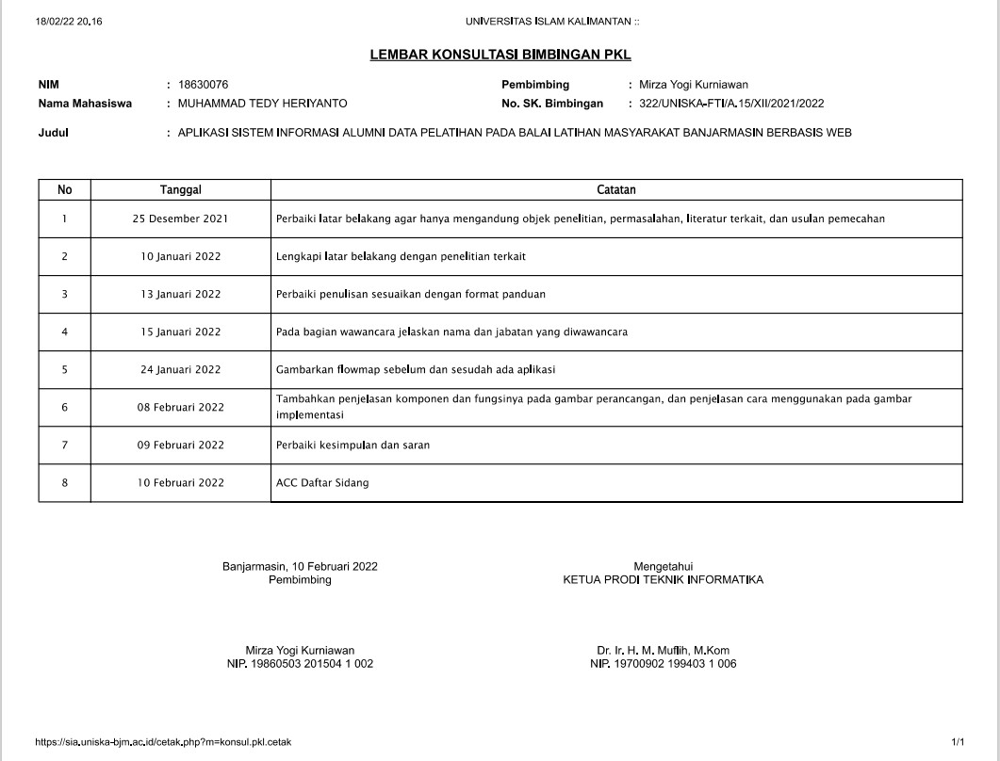 18/02/22 20.16 UNIVERSITAS ISLAM KALIMANTAN ::
LEMBAR KONSULTASI BIMBINGAN PKL
NIM : 18630076 Pembimbing : Mirza Yogi Kurniawan
Nama Mahasiswa : MUHAMMAD TEDY HERIYANTO No. SK. Bimbingan : 322/UNISKA-FTI/A.15/XII/2021/2022
Judul : APLIKASI SISTEM INFORMASI ALUMNI DATA PELATIHAN PADA BALAI LATIHAN MASYARAKAT BANJARMASIN BERBASIS WEB
No Tanggal Catatan
1 25 Desember 2021 Perbaiki latar belakang agar hanya mengandung objek penelitian, permasalahan, literatur terkait, dan usulan pemecahan
2 10 Januari 2022 Lengkapi latar belakang dengan penelitian terkait
3 13 Januari 2022 Perbaiki penulisan sesuaikan dengan format panduan
4 15 Januari 2022 Pada bagian wawancara jelaskan nama dan jabatan yang diwawancara
5 24 Januari 2022 Gambarkan flowmap sebelum dan sesudah ada aplikasi
6 08 Februari 2022 Tambahkan penjelasan komponen dan fungsinya pada gambar perancangan, dan penjelasan cara menggunakan pada gambar
implementasi
7 09 Februari 2022 Perbaiki kesimpulan dan saran
8 10 Februari 2022 ACC Daftar Sidang
Banjarmasin, 10 Februari 2022 Mengetahui
Pembimbing KETUA PRODI TEKNIK INFORMATIKA
Mirza Yogi Kurniawan Dr. Ir. H. M. Muflih, M.Kom
NIP. 19860503 201504 1 002 NIP. 19700902 199403 1 006
https://sia.uniska-bjm.ac.id/cetak.php?m=konsul.pkl.cetak 1/1